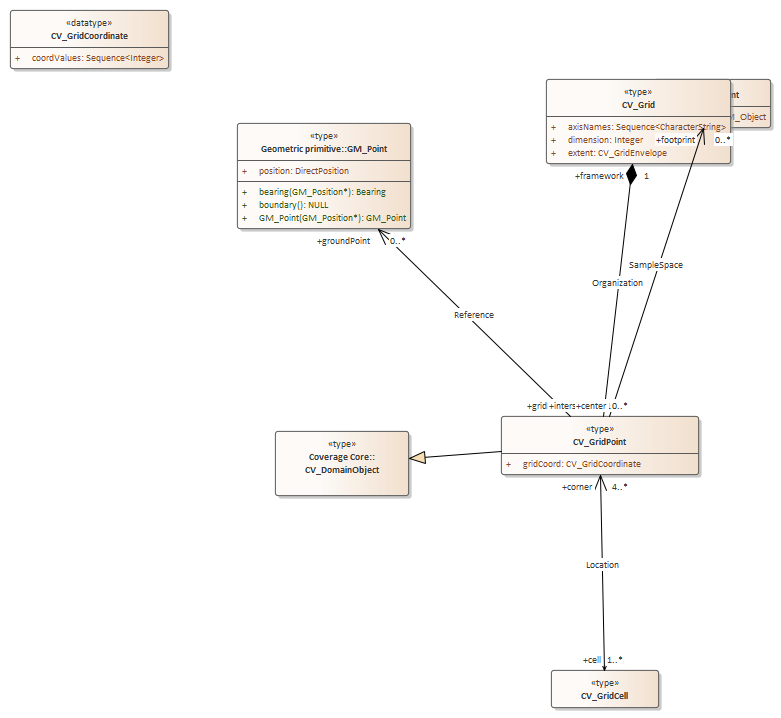 «datatype»
CV_GridCoordinate
+ coordValues: Sequence<Integer>
«type»
CV_Grid
+ axisNames: Sequence<CharacterString>
+ dimension: Integer
+ extent: CV_GridEnvelope
nt
M_Object
+footprint 0..*
+framework 1
«type»
Geometric primitive::GM_Point
+ position: DirectPosition
+ bearing(GM_Position*): Bearing
+ boundary(): NULL
+ GM_Point(GM_Position*): GM_Point
+groundPoint 0..*
SampleSpace
Organization
Reference
+grid +inters +center 0..*
«type»
CV_GridPoint
+ gridCoord: CV_GridCoordinate
«type»
Coverage Core::
CV_DomainObject
+corner 4..*
Location
+cell 1..*
«type»
CV_GridCell